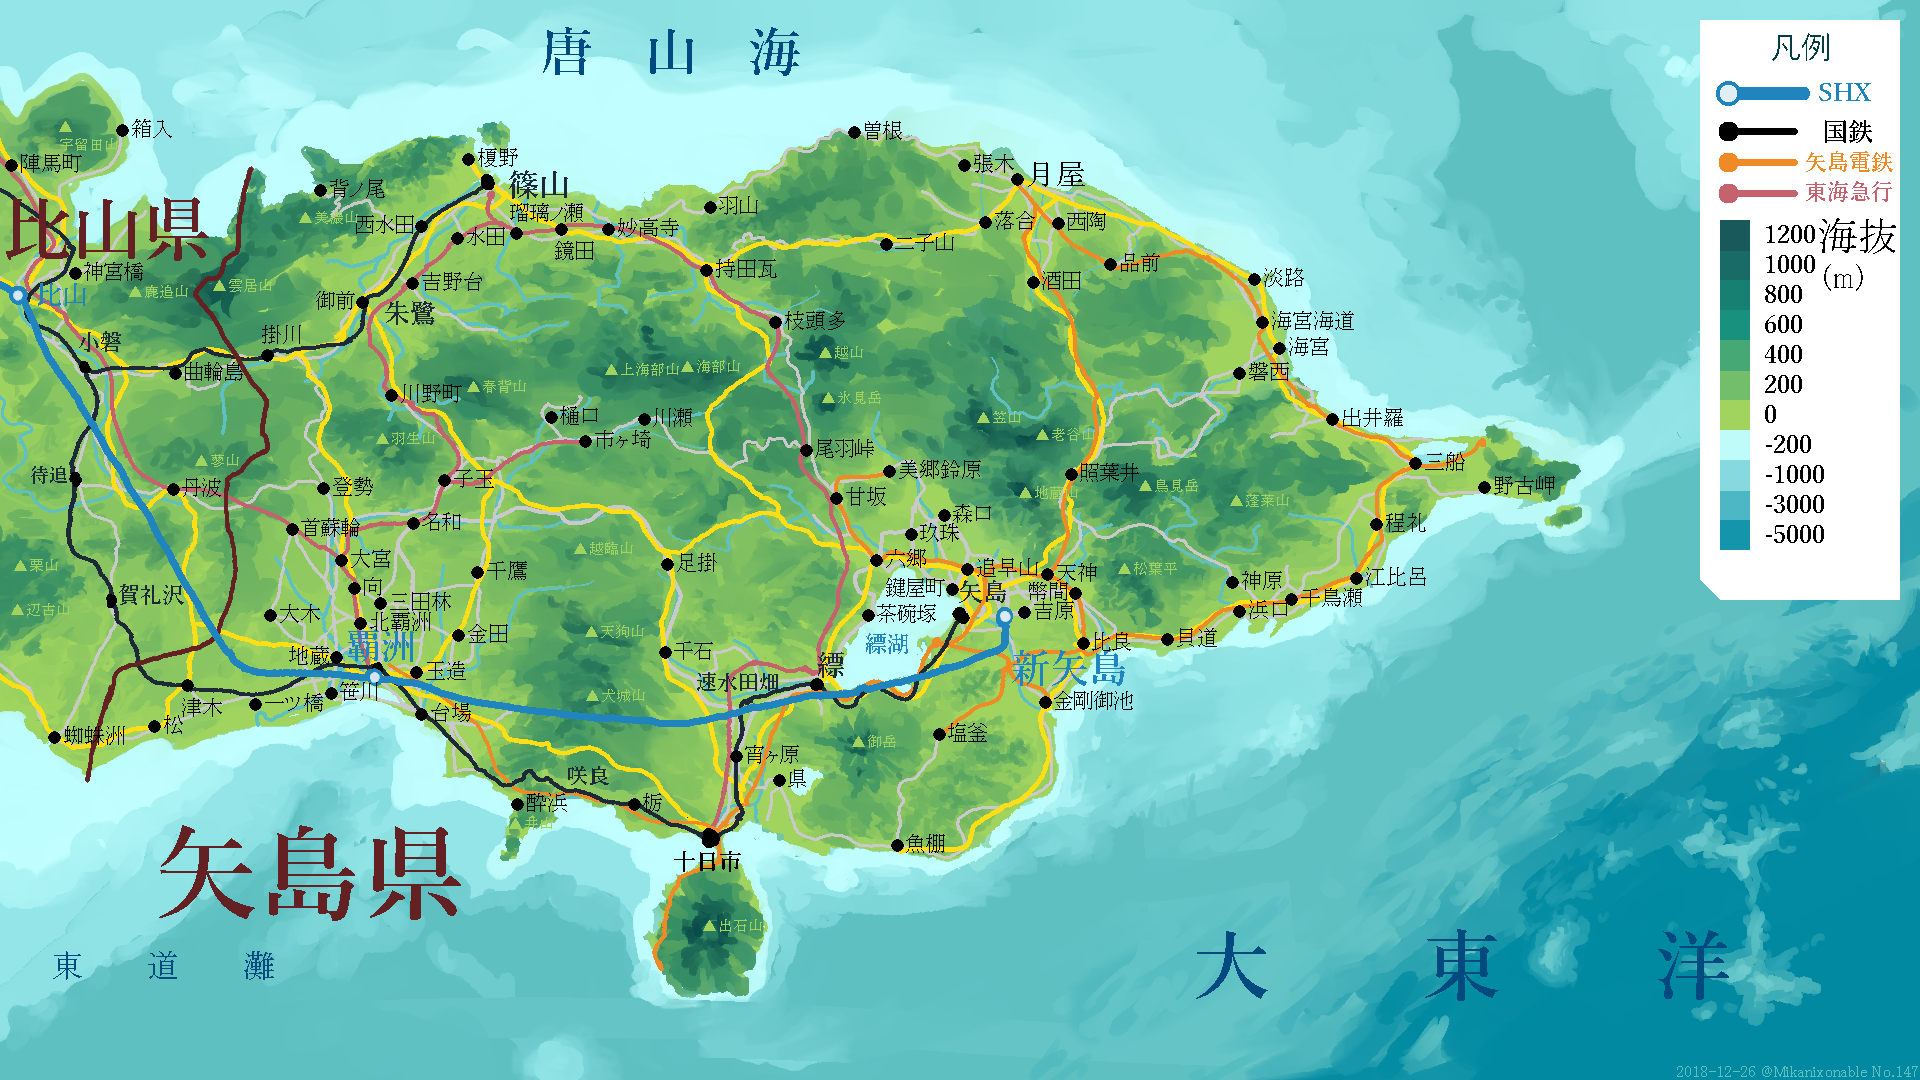 唐山海
凡例
SHX
国鉄
矢島電鉄
東海急行
1200 海抜
1000 (m)
800
600
400
200
0
-200
-1000
-3000
-5000
箱入
宇留田山
陣馬町
比山県
神宮橋
比山
鹿追山
雲居山
小磐
曲輪島
掛川
背ノ尾
美濃山
西水田
榎野
篠山
瑠璃ノ瀬
水田
鏡田
妙高寺
吉野台
御前
朱鷺
羽山
持田瓦
曽根
張木
月屋
落合
西陶
二子山
酒田
品前
淡路
海宮海道
海宮
磐西
出井羅
三船
野古岬
程礼
江比呂
千鳥瀬
浜口
神原
貝道
比良
枝頭多
越山
氷見岳
上海部山
海部山
春背山
川野町
羽生山
樋口
川瀬
市ヶ埼
尾羽峠
美郷鈴原
甘坂
笠山
老谷山
照葉井
地蔵山
鳥見岳
蓬莱山
松葉平
森口
玖珠
六郷
追早山
天神
鍵屋町
矢島
幣間
吉原
茶碗塚
縹湖
新矢島
金剛御池
塩釜
御岳
魚棚
県
宵ヶ原
縹
速水田畑
待追
丹波
蓼山
登勢
子玉
首蘇輪
名和
大宮
向
三田林
北覇洲
千鷹
越臨山
足掛
天狗山
千石
犬城山
金田
大木
賀礼沢
栗山
辺古山
地蔵
覇洲
玉造
笹川
一ツ橋
津木
松
蜘蛛洲
台場
咲良
酔浜
栃
十日市
出石山
矢島県
東道灘
大東洋
2018-12-26 @Mikanixonable No.147